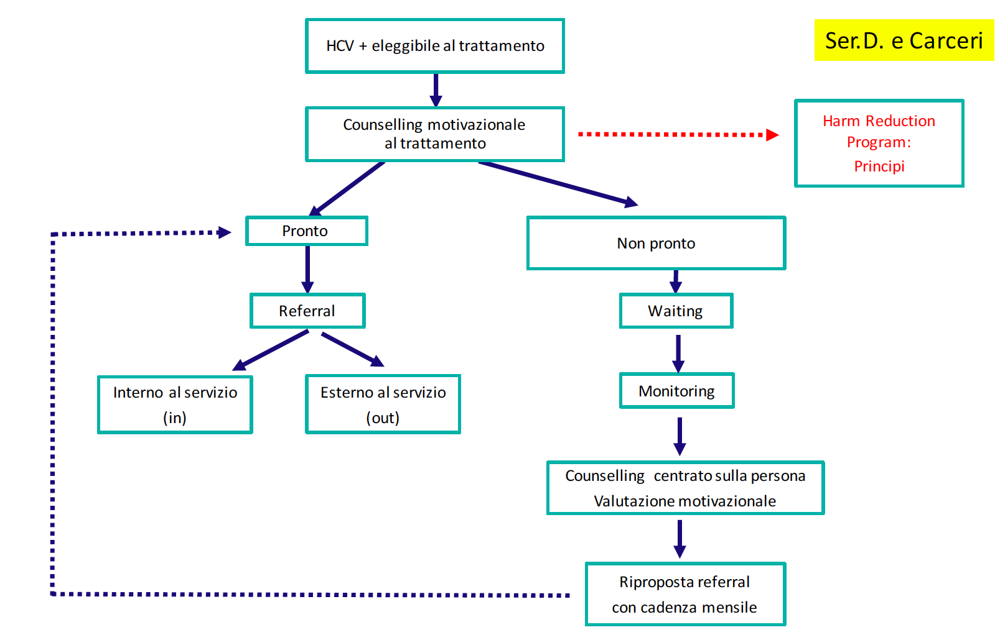 HCV + eleggibile al trattamento
Ser.D. e Carceri
Counselling motivazionale
al trattamento
Harm Reduction
Program:
Principi
Pronto
Non pronto
Referral
Waiting
Interno al servizio
(in)
Esterno al servizio
(out)
Monitoring
Counselling centrato sulla persona
Valutazione motivazionale
Riproposta referral
con cadenza mensile